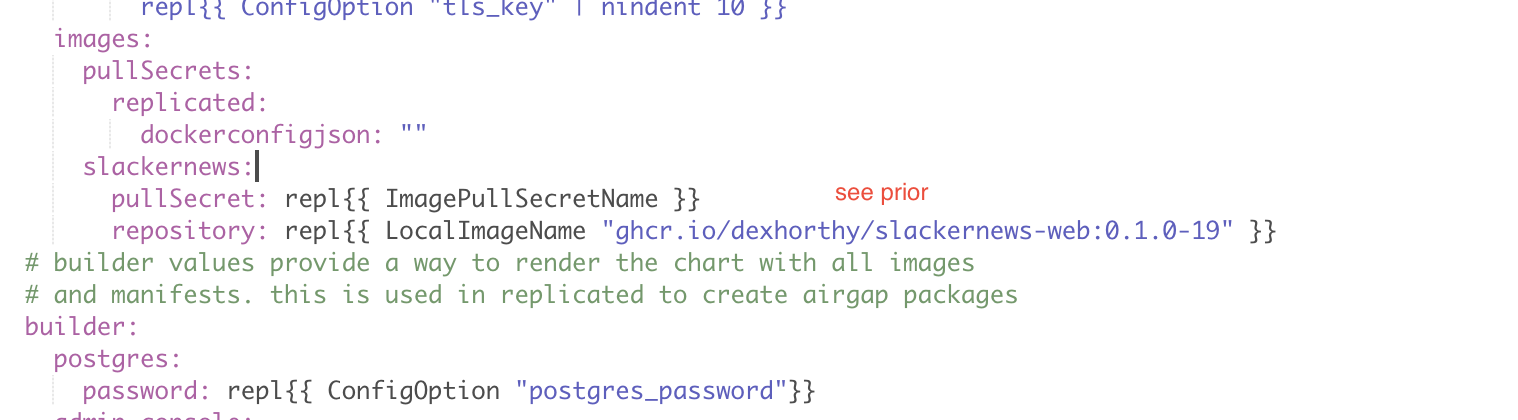 repl{{ ConfigOption "tls_key" | nindent 10 }}
images:
pullSecrets:
replicated:
dockerconfigjson: ""
slackernews:
pullSecret: repl{{ ImagePullSecretName }}
see prior
repository: repl{{ LocalImageName "ghcr.io/dexhorthy/slackernews-web:0.1.0-19" }}
# builder values provide a way to render the chart with all images
# and manifests. this is used in replicated to create airgap packages
builder:
postgres:
password: repl{{ ConfigOption "postgres_password"}}
admin-console: